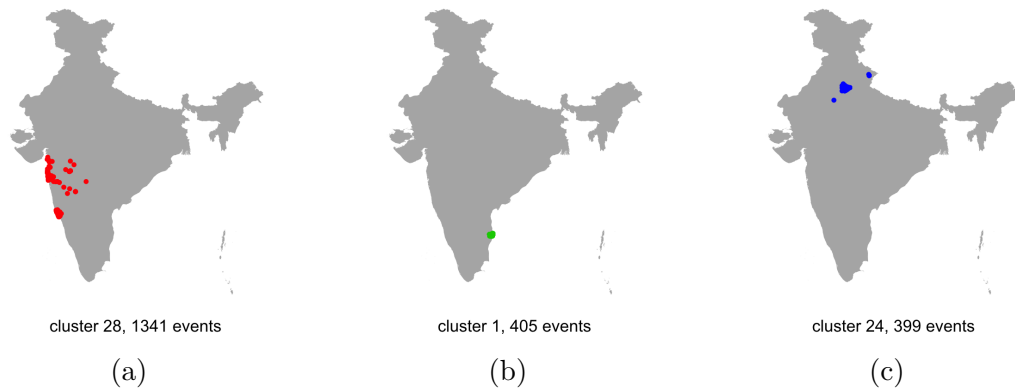 cluster 28, 1341 events
cluster 1, 405 events
cluster 24, 399 events
(a)
(b)
(c)